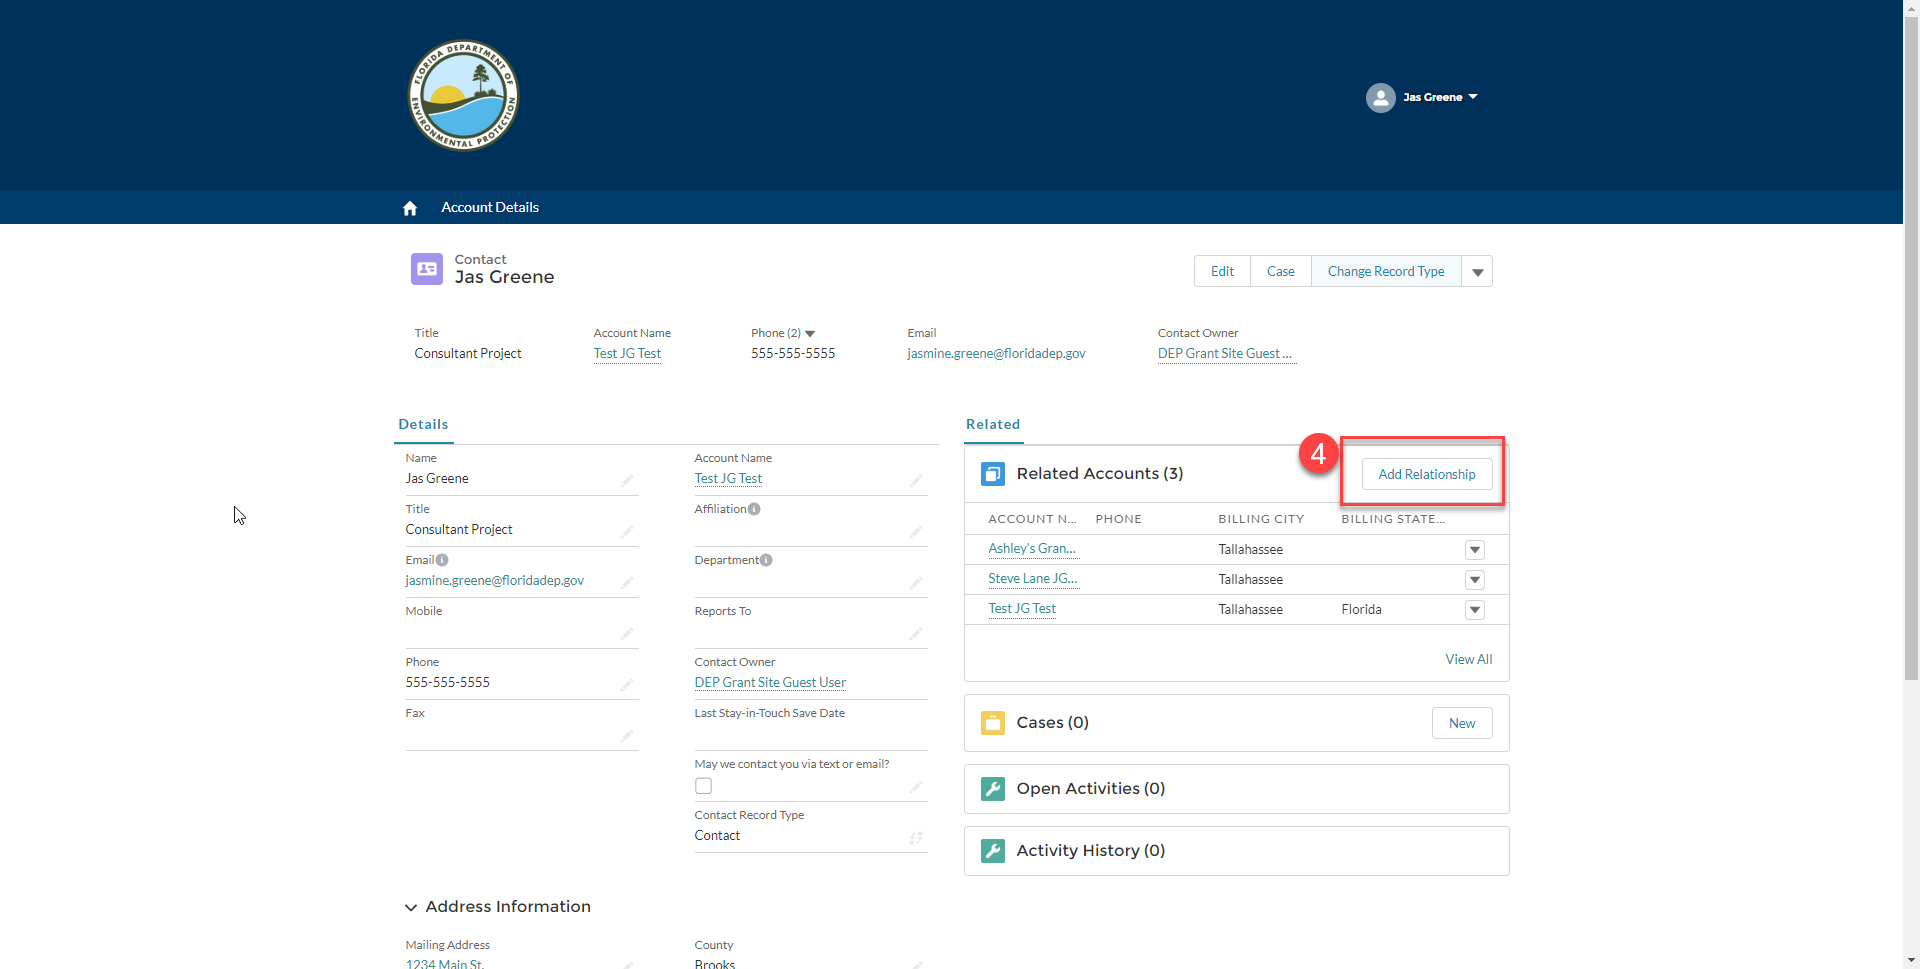 FLORIDA DEPARTMENT OF
ENVIRONMENTAL PROTECTION
Jas Greene
Account Details
Contact
Jas Greene
Edit
Case
Change Record Type
Title
Account Name
Phone (2)
Email
Contact Owner
Consultant Project
Test JG Test
555-555-5555
jasmine.greene@floridadep.gov
DEP Grant Site Guest ...
Details
Name
Jas Greene
Title
Consultant Project
Email
jasmine.greene@floridadep.gov
Mobile
Phone
555-555-5555
Fax
Account Name
Test JG Test
Affiliation
Department
Reports To
Contact Owner
DEP Grant Site Guest User
Last Stay-in-Touch Save Date
May we contact you via text or email?
Contact Record Type
Contact
Related
4
Related Accounts (3)
Add Relationship
ACCOUNT N... PHONE BILLING CITY BILLING STATE...
Ashley's Gran... Tallahassee
Steve Lane JG... Tallahassee
Test JG Test Tallahassee Florida
View All
Cases (0)
New
Open Activities (0)
Activity History (0)
Address Information
Mailing Address
1234 Main St.
County
Brooks